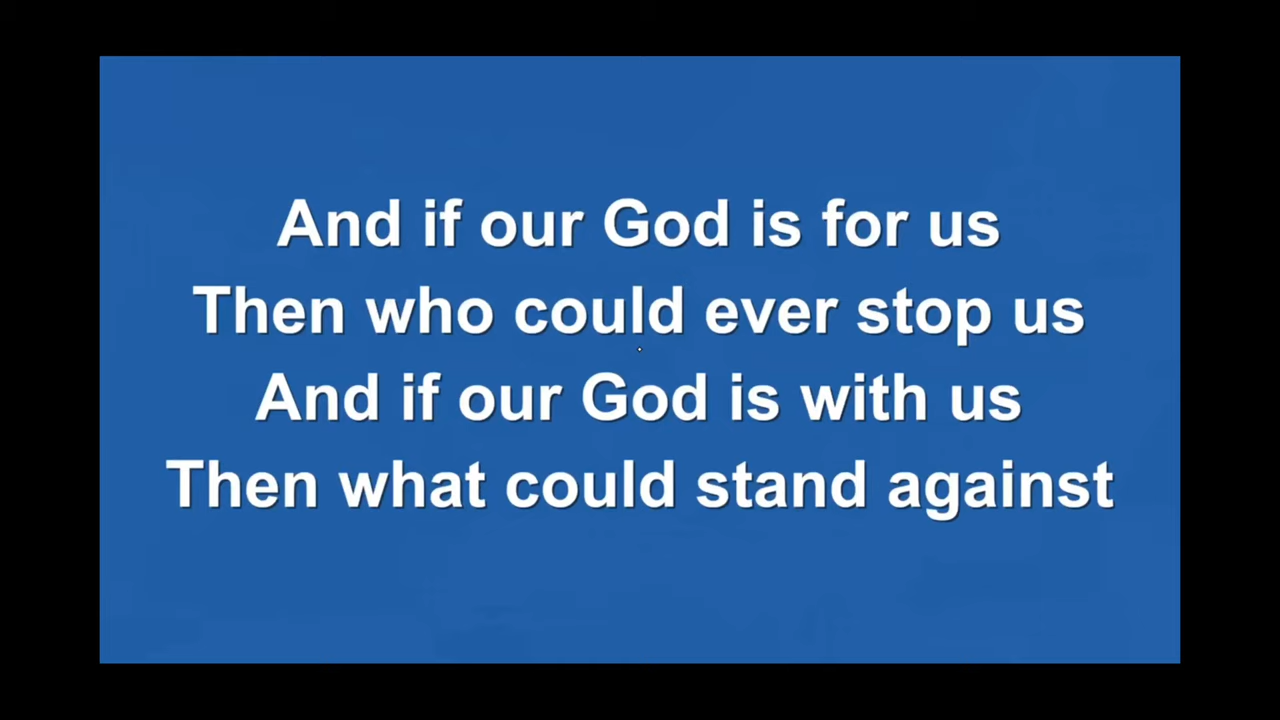 And if our God is for us
Then who could ever stop us
And if our God is with us
Then what could stand against